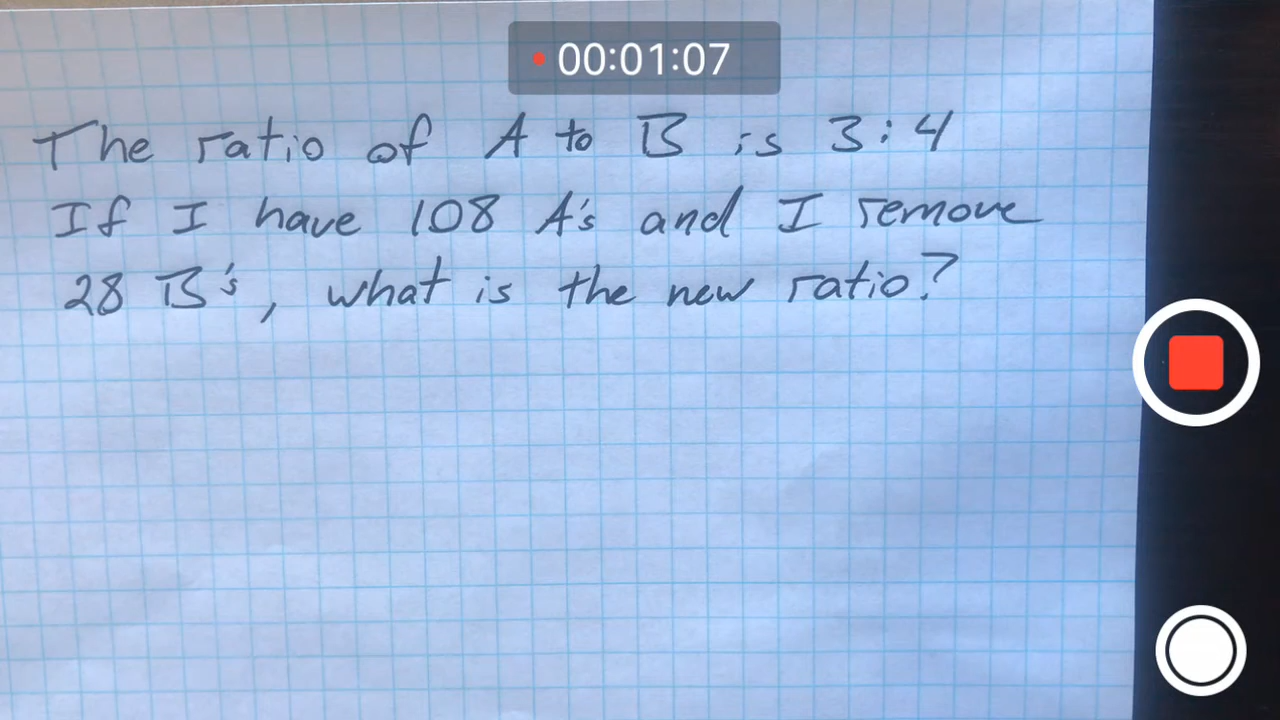 00:01:07
The ratio of A to B is 3:4
If I have 108 A's and I remove
28 B's, what is the new ratio?